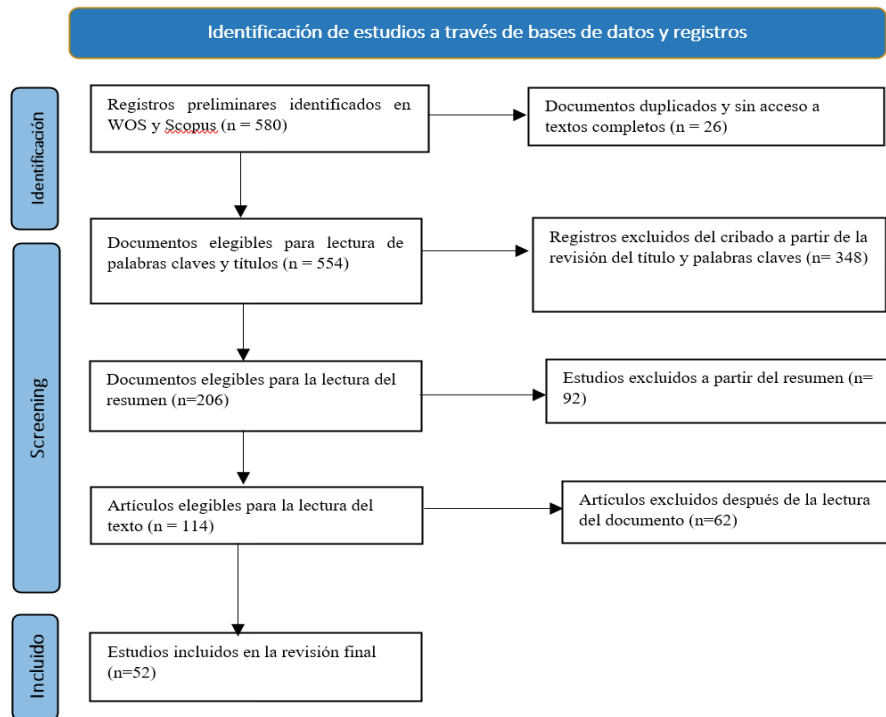 Identificación de estudios a través de bases de datos y registros
Identificación
Registros preliminares identificados en
WOS y Scopus (n = 580)
Documentos duplicados y sin acceso a
textos completos (n = 26)
Screening
Documentos elegibles para lectura de
palabras claves y títulos (n = 554)
Registros excluidos del cribado a partir de la
revisión del título y palabras claves (n= 348)
Documentos elegibles para la lectura del
resumen (n=206)
Estudios excluidos a partir del resumen (n=
92)
Artículos elegibles para la lectura del
texto (n = 114)
Artículos excluidos después de la lectura
del documento (n=62)
Incluido
Estudios incluidos en la revisión final
(n=52)